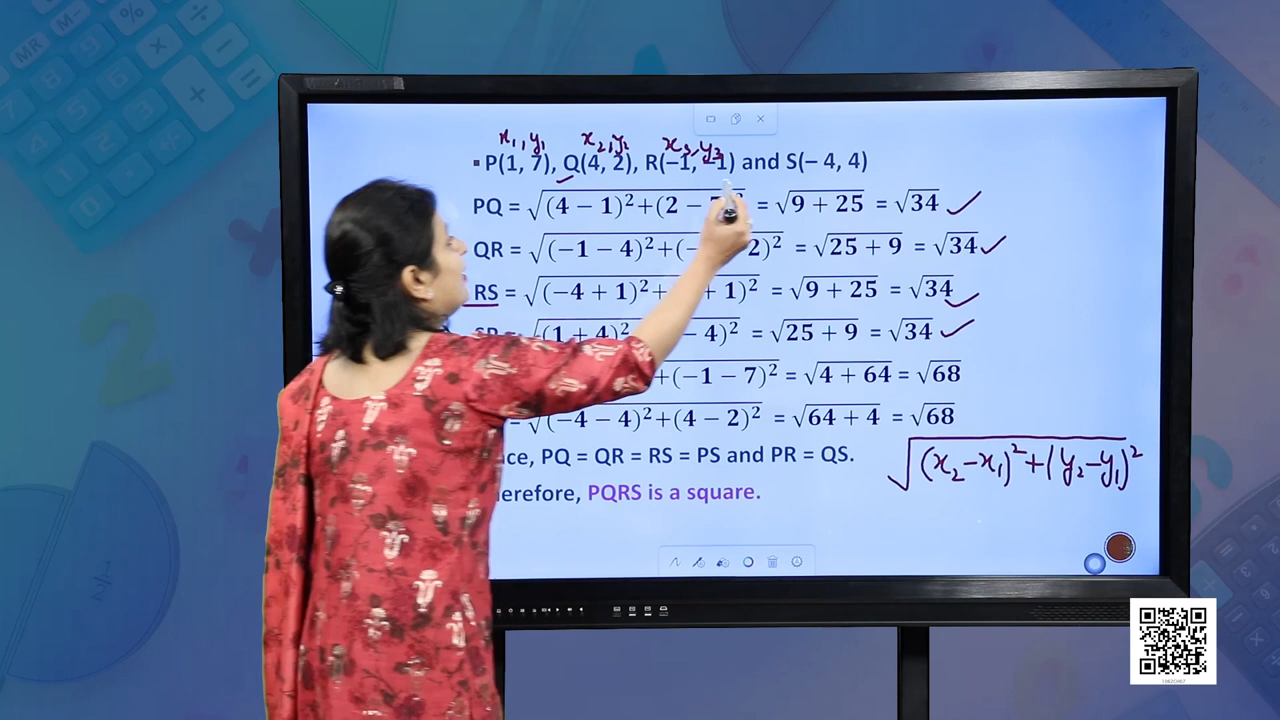 x₁, y₁ x₂, y₂ x₃, y₃
▪ P(1, 7), Q(4, 2), R(−1, −1) and S(− 4, 4)
PQ = √(4 − 1)²+(2 − ² = √9 + 25 = √34 ✓
QR = √(−1 − 4)²+(− 2)² = √25 + 9 = √34 ✓
RS = √(−4 + 1)²+ + 1)² = √9 + 25 = √34 ✓
= √(1 + 4)² − 4)² = √25 + 9 = √34 ✓
+(−1 − 7)² = √4 + 64 = √68
= √(−4 − 4)²+(4 − 2)² = √64 + 4 = √68
PQ = QR = RS = PS and PR = QS.
√(x₂−x₁)²+(y₂−y₁)²
PQRS is a square.
MR M−